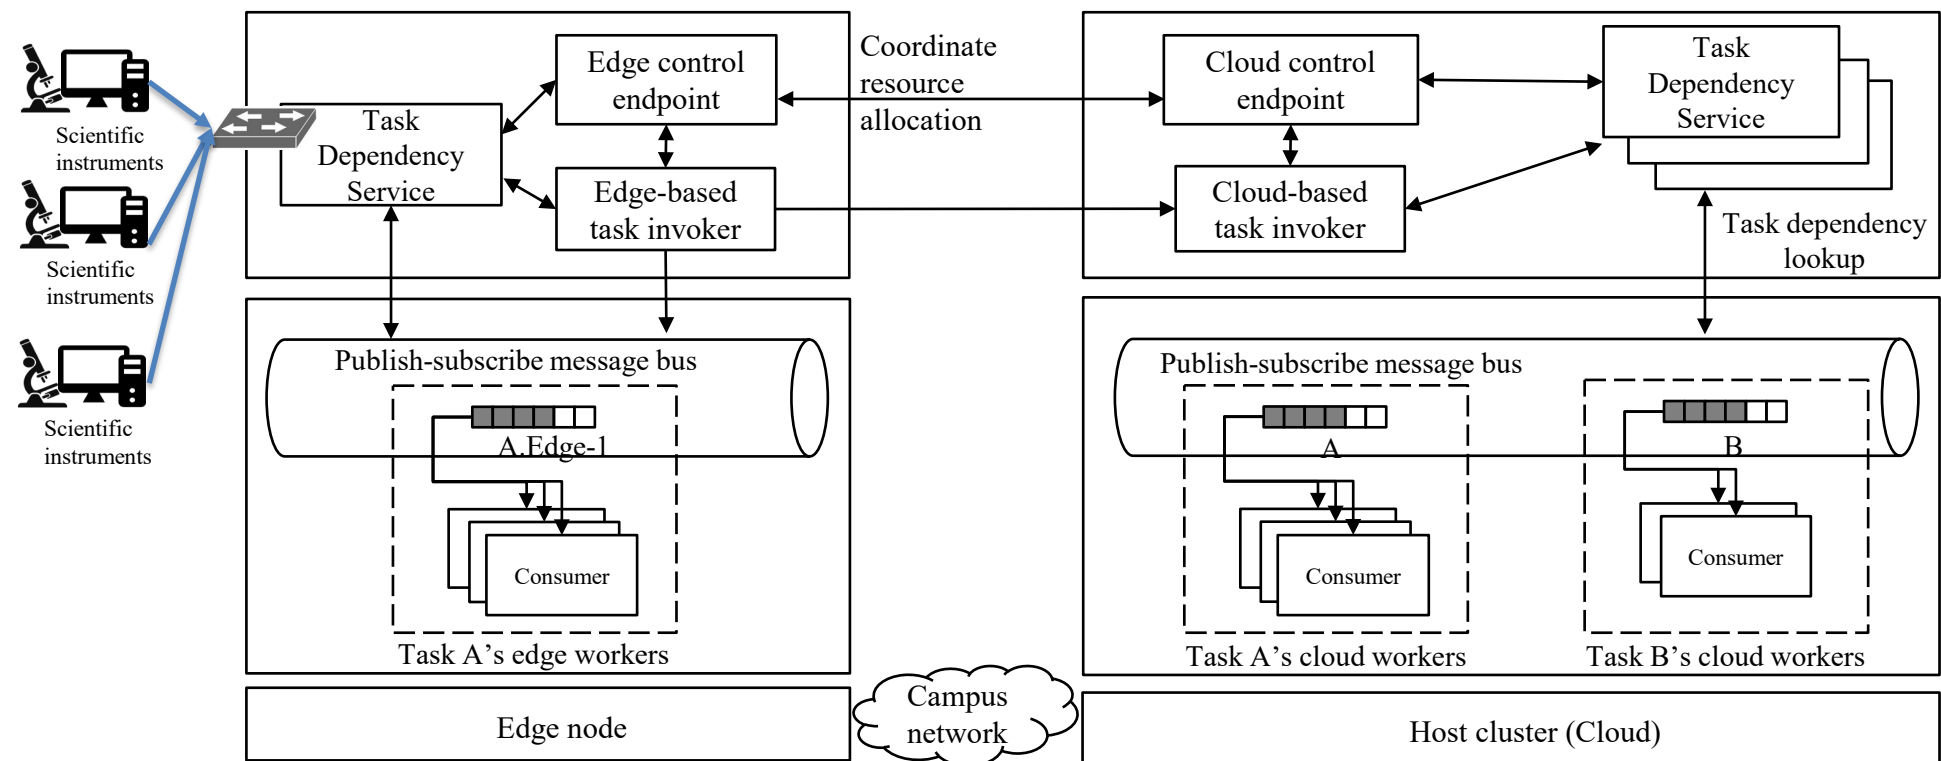 Scientific
instruments
Scientific
instruments
Scientific
instruments
Task
Dependency
Service
Edge control
endpoint
Edge-based
task invoker
Coordinate
resource
allocation
Cloud control
endpoint
Cloud-based
task invoker
Task
Dependency
Service
Task dependency
lookup
Publish-subscribe message bus
A.Edge-1
Consumer
Task A’s edge workers
Publish-subscribe message bus
A
Consumer
Task A’s cloud workers
B
Consumer
Task B’s cloud workers
Edge node
Campus
network
Host cluster (Cloud)